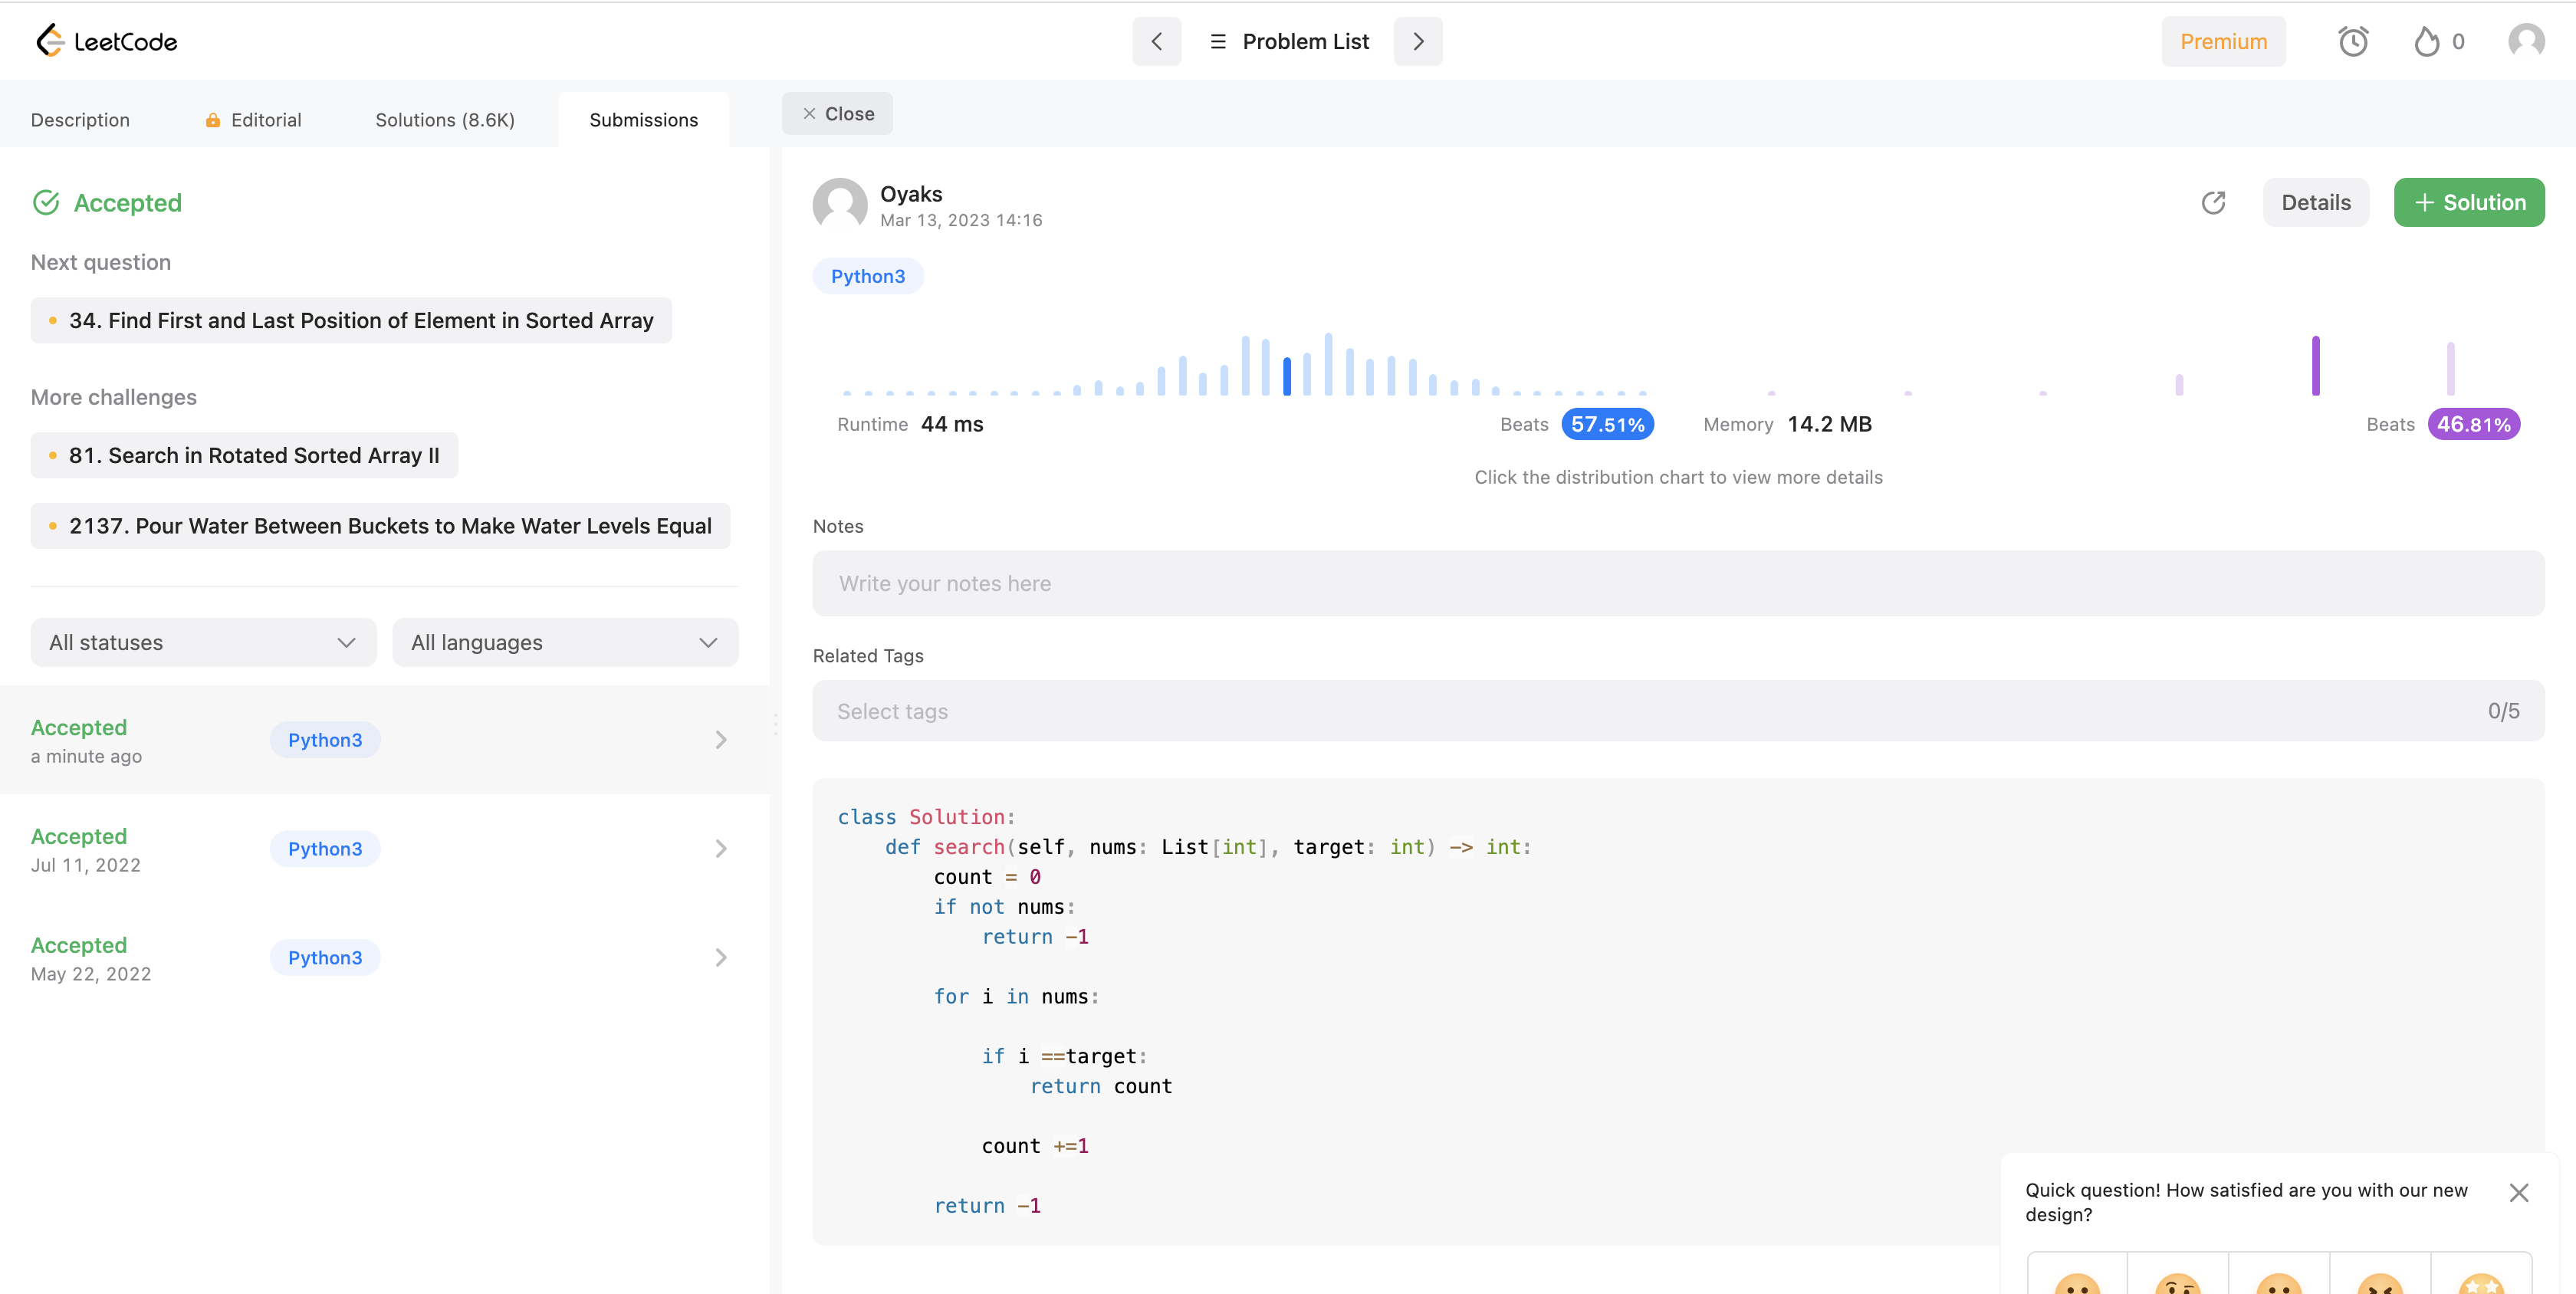 LeetCode
Problem List
Premium
0
Description
Editorial
Solutions (8.6K)
Submissions
Close
Accepted
Next question
34. Find First and Last Position of Element in Sorted Array
More challenges
81. Search in Rotated Sorted Array II
2137. Pour Water Between Buckets to Make Water Levels Equal
All statuses
All languages
Accepted
a minute ago
Python3
Accepted
Jul 11, 2022
Python3
Accepted
May 22, 2022
Python3
Oyaks
Mar 13, 2023 14:16
Details
+ Solution
Python3
Runtime 44 ms
Beats 57.51%
Memory 14.2 MB
Beats 46.81%
Click the distribution chart to view more details
Notes
Write your notes here
Related Tags
Select tags
0/5
class Solution:
    def search(self, nums: List[int], target: int) -> int:
        count = 0
        if not nums:
            return -1
        for i in nums:
            if i ==target:
                return count
            count +=1
        return -1
Quick question! How satisfied are you with our new
design?